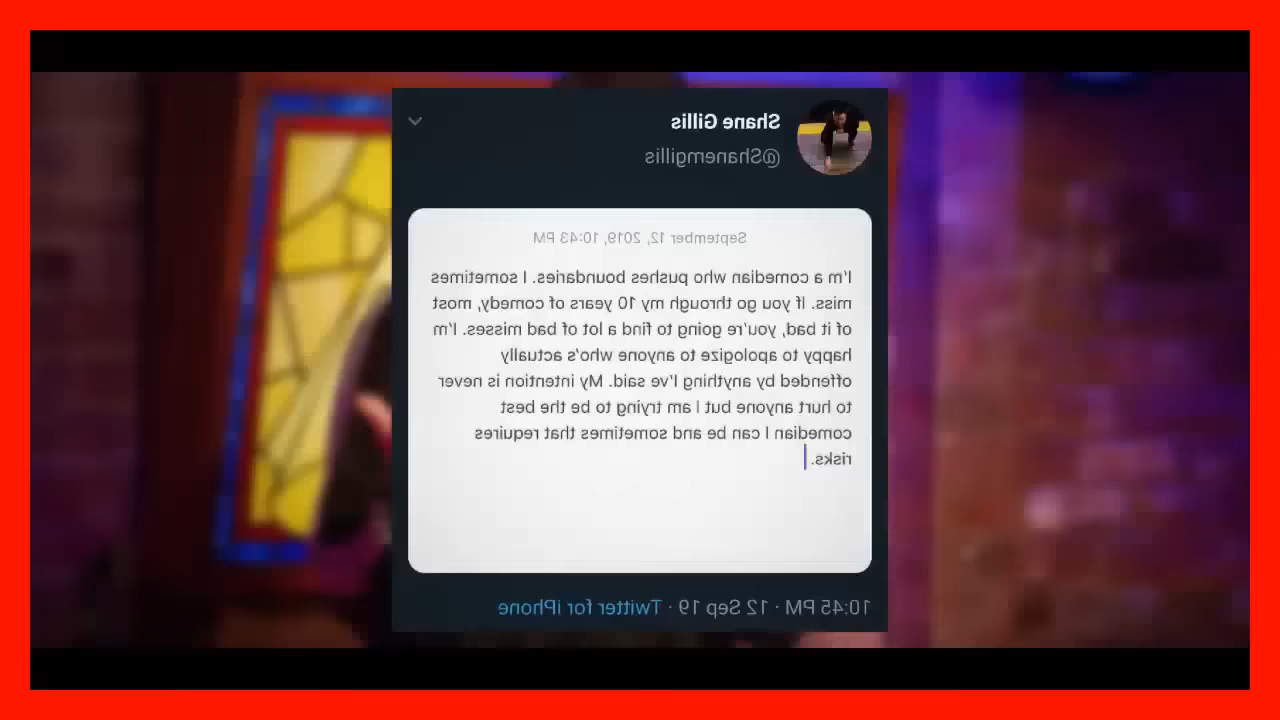 Shane Gillis
@Shanemgillis
September 12, 2019, 10:43 PM
I'm a comedian who pushes boundaries. I sometimes
miss. If you go through my 10 years of comedy, most
of it bad, you're going to find a lot of bad misses. I'm
happy to apologize to anyone who's actually
offended by anything I've said. My intention is never
to hurt anyone but I am trying to be the best
comedian I can be and sometimes that requires
risks.
10:45 PM · 12 Sep 19 · Twitter for iPhone